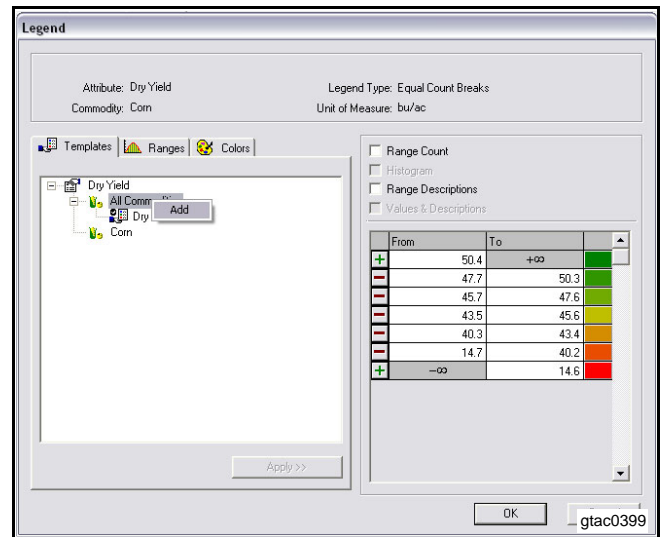 Legend
Attribute: Dry Yield
Legend Type: Equal Count Breaks
Commodity: Corn
Unit of Measure: bu/ac
Templates
Ranges
Colors
Dry Yield
All Comm
Add
Dry
Corn
Apply >>
Range Count
Histogram
Range Descriptions
Values & Descriptions
From To
+ 50.4 +∞
− 47.7 50.3
− 45.7 47.6
− 43.5 45.6
− 40.3 43.4
− 14.7 40.2
+ −∞ 14.6
OK
gtac0399